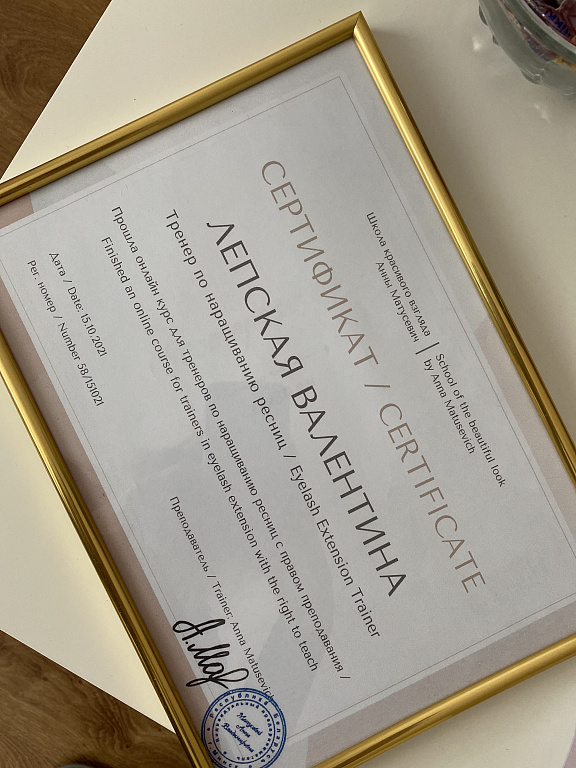 Школа красивого взгляда
Анны Матусевич
School of the beautiful look
by Anna Matusevich
СЕРТИФИКАТ / CERTIFICATE
ЛЕПСКАЯ ВАЛЕНТИНА
Тренер по наращиванию ресниц / Eyelash Extension Trainer
Прошла онлайн курс для тренеров по наращиванию ресниц с правом преподавания /
Finished an online course for trainers in eyelash extension with the right to teach
Преподаватель / Trainer: Anna Matusevich
Дата / Date: 15.10.2021
Рег. номер / Number 58/151021
Республика Беларусь